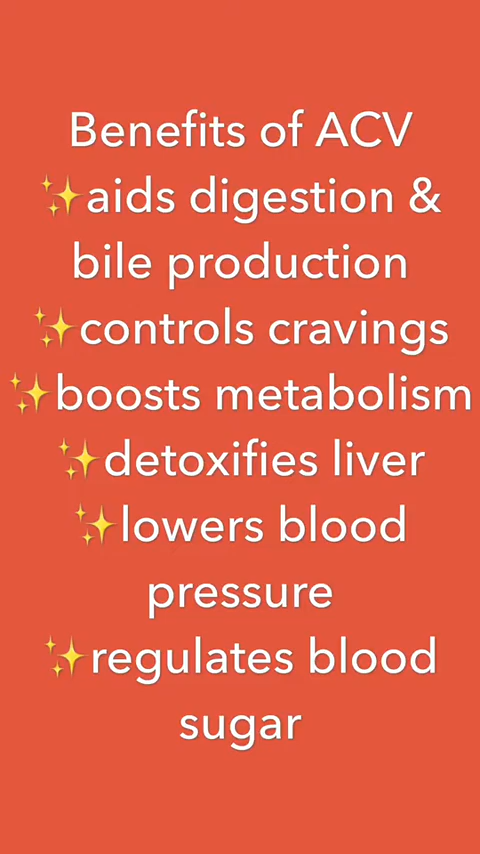 Benefits of ACV
✨aids digestion &
bile production
✨controls cravings
✨boosts metabolism
✨detoxifies liver
✨lowers blood
pressure
✨regulates blood
sugar